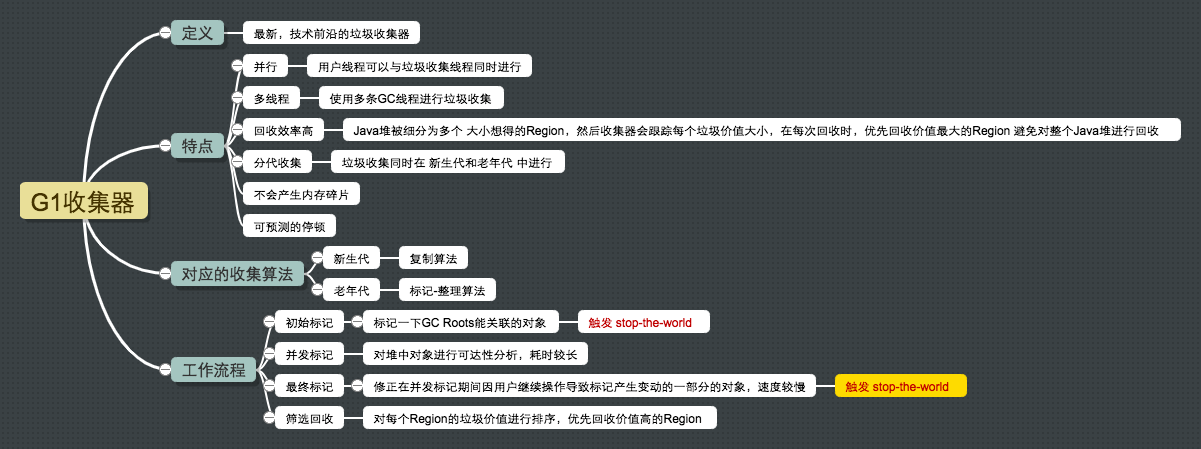 G1收集器
定义
最新，技术前沿的垃圾收集器
特点
并行
用户线程可以与垃圾收集线程同时进行
多线程
使用多条GC线程进行垃圾收集
回收效率高
Java堆被细分为多个 大小想得的Region，然后收集器会跟踪每个垃圾价值大小，在每次回收时，优先回收价值最大的Region 避免对整个Java堆进行回收
分代收集
垃圾收集同时在 新生代和老年代 中进行
不会产生内存碎片
可预测的停顿
对应的收集算法
新生代
复制算法
老年代
标记-整理算法
工作流程
初始标记
标记一下GC Roots能关联的对象
触发 stop-the-world
并发标记
对堆中对象进行可达性分析，耗时较长
最终标记
修正在并发标记期间因用户继续操作导致标记产生变动的一部分的对象，速度较慢
触发 stop-the-world
筛选回收
对每个Region的垃圾价值进行排序，优先回收价值高的Region